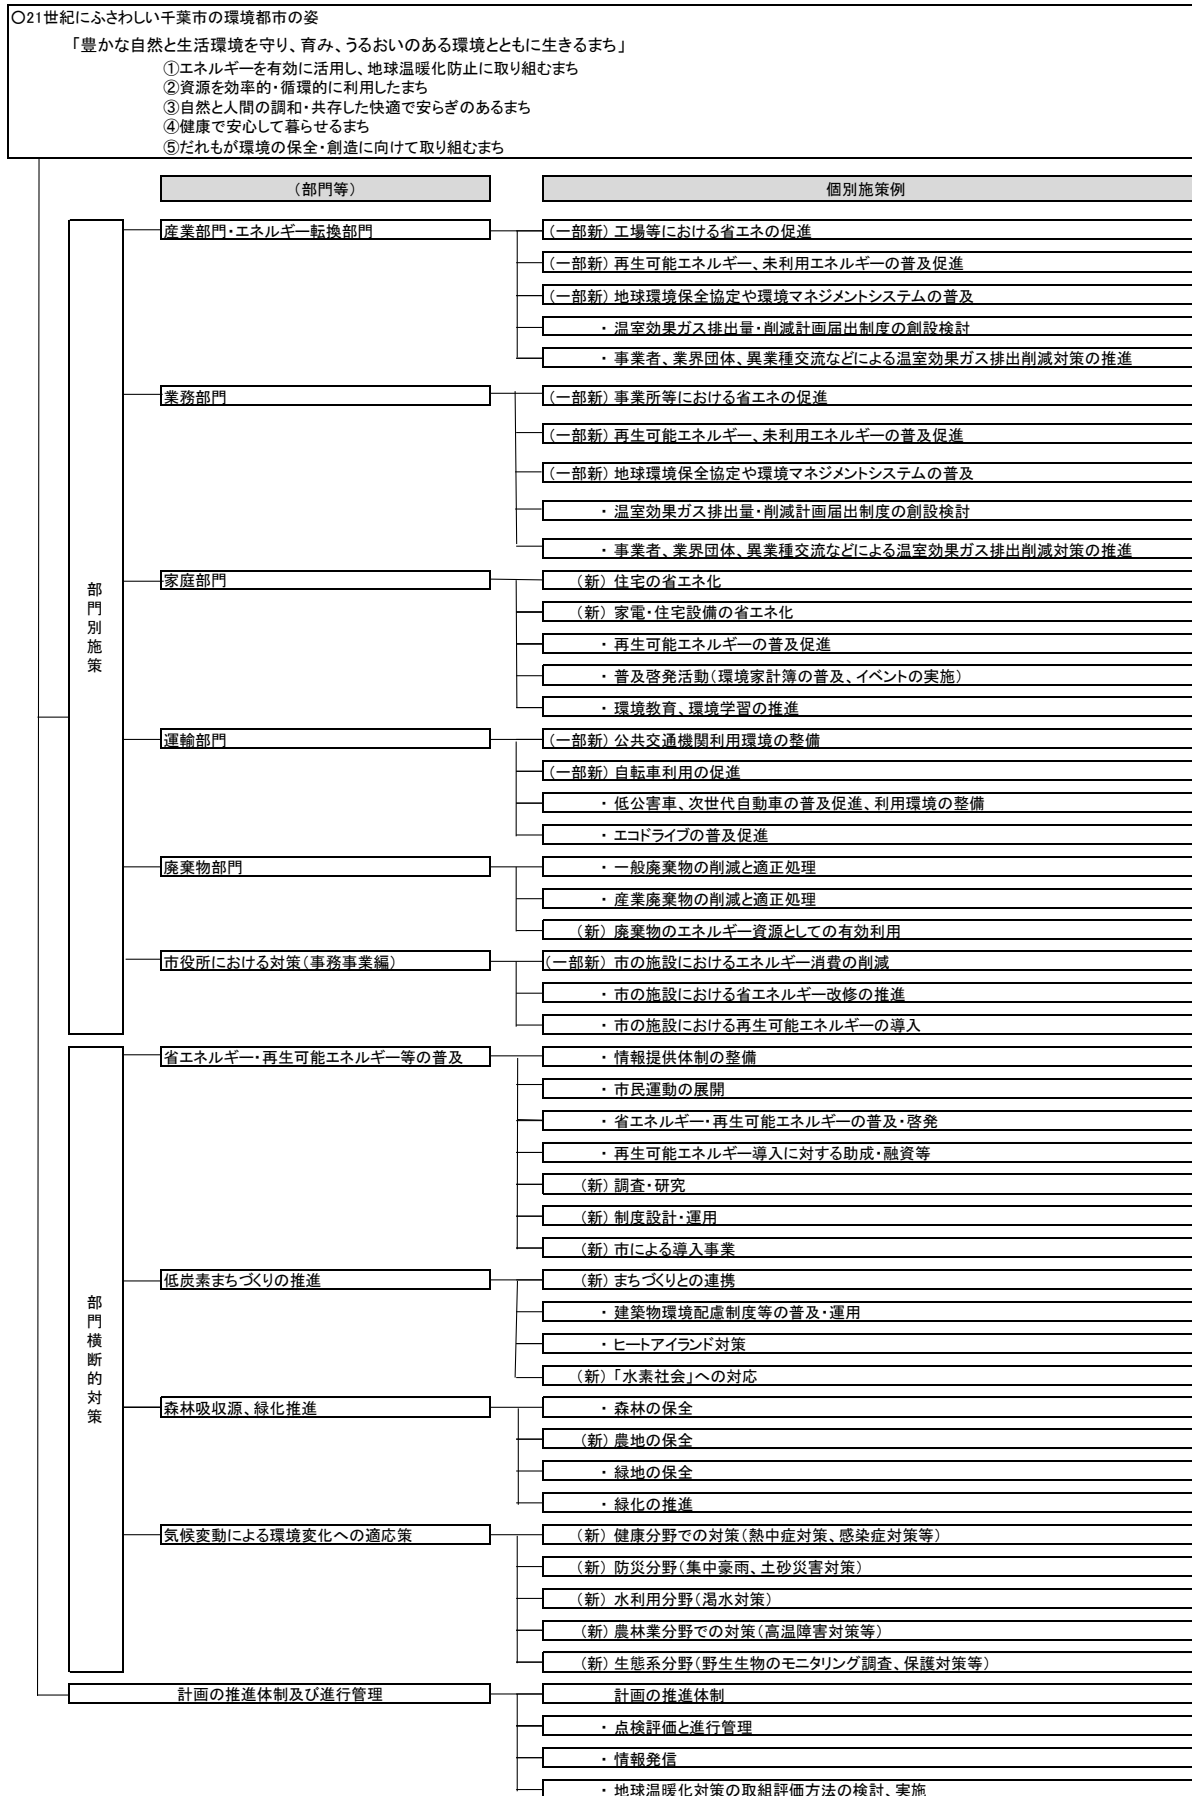 ○21世紀にふさわしい千葉市の環境都市の姿
「豊かな自然と生活環境を守り、育み、うるおいのある環境とともに生きるまち」
①エネルギーを有効に活用し、地球温暖化防止に取り組むまち
②資源を効率的・循環的に利用したまち
③自然と人間の調和・共存した快適で安らぎのあるまち
④健康で安心して暮らせるまち
⑤だれもが環境の保全・創造に向けて取り組むまち
(部門等)
個別施策例
部門別施策
産業部門・エネルギー転換部門
(一部新) 工場等における省エネの促進
(一部新) 再生可能エネルギー、未利用エネルギーの普及促進
(一部新) 地球環境保全協定や環境マネジメントシステムの普及
・ 温室効果ガス排出量・削減計画届出制度の創設検討
・ 事業者、業界団体、異業種交流などによる温室効果ガス排出削減対策の推進
業務部門
(一部新) 事業所等における省エネの促進
(一部新) 再生可能エネルギー、未利用エネルギーの普及促進
(一部新) 地球環境保全協定や環境マネジメントシステムの普及
・ 温室効果ガス排出量・削減計画届出制度の創設検討
・ 事業者、業界団体、異業種交流などによる温室効果ガス排出削減対策の推進
家庭部門
(新) 住宅の省エネ化
(新) 家電・住宅設備の省エネ化
・ 再生可能エネルギーの普及促進
・ 普及啓発活動(環境家計簿の普及、イベントの実施)
・ 環境教育、環境学習の推進
運輸部門
(一部新) 公共交通機関利用環境の整備
(一部新) 自転車利用の促進
・ 低公害車、次世代自動車の普及促進、利用環境の整備
・ エコドライブの普及促進
廃棄物部門
・ 一般廃棄物の削減と適正処理
・ 産業廃棄物の削減と適正処理
(新) 廃棄物のエネルギー資源としての有効利用
市役所における対策(事務事業編)
(一部新) 市の施設におけるエネルギー消費の削減
・ 市の施設における省エネルギー改修の推進
・ 市の施設における再生可能エネルギーの導入
部門横断的対策
省エネルギー・再生可能エネルギー等の普及
・ 情報提供体制の整備
・ 市民運動の展開
・ 省エネルギー・再生可能エネルギーの普及・啓発
・ 再生可能エネルギー導入に対する助成・融資等
(新) 調査・研究
(新) 制度設計・運用
(新) 市による導入事業
低炭素まちづくりの推進
(新) まちづくりとの連携
・ 建築物環境配慮制度等の普及・運用
・ ヒートアイランド対策
(新) 「水素社会」への対応
森林吸収源、緑化推進
・ 森林の保全
(新) 農地の保全
・ 緑地の保全
・ 緑化の推進
気候変動による環境変化への適応策
(新) 健康分野での対策(熱中症対策、感染症対策等)
(新) 防災分野(集中豪雨、土砂災害対策)
(新) 水利用分野(渇水対策)
(新) 農林業分野での対策(高温障害対策等)
(新) 生態系分野(野生生物のモニタリング調査、保護対策等)
計画の推進体制及び進行管理
計画の推進体制
・ 点検評価と進行管理
・ 情報発信
・ 地球温暖化対策の取組評価方法の検討、実施